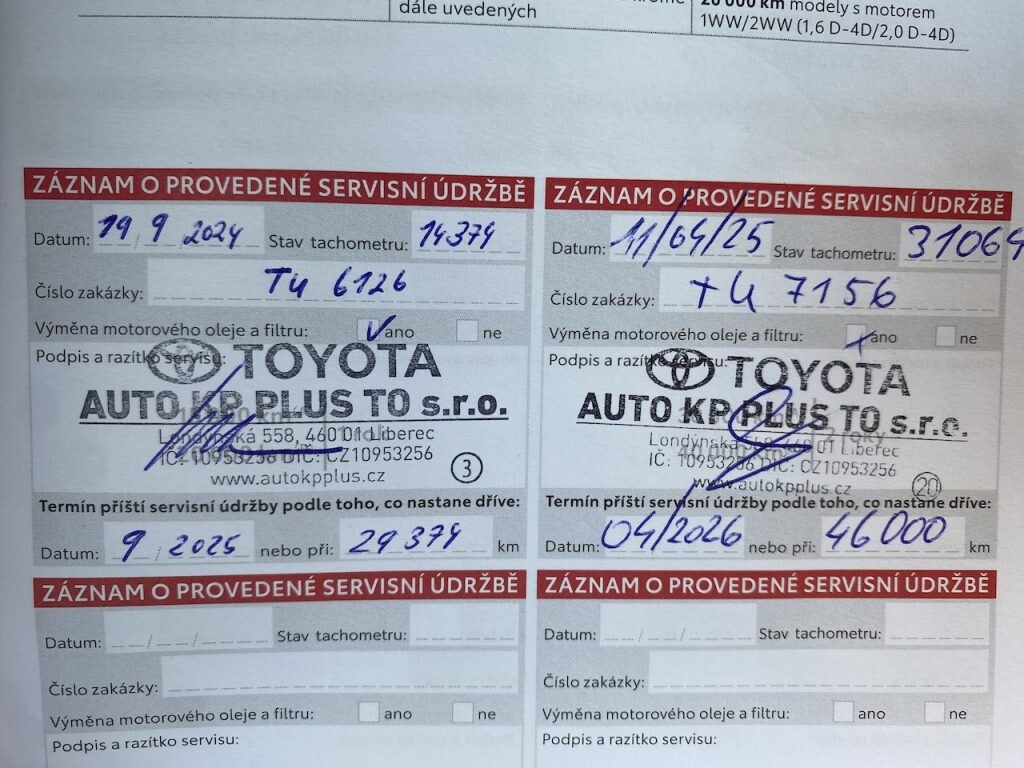 dále uvedených
20 000 km modely s motorem
1WW/2WW (1,6 D-4D/2,0 D-4D)
ZÁZNAM O PROVEDENÉ SERVISNÍ ÚDRŽBĚ
Datum: 19 / 9 / 2024 Stav tachometru: 14374
Číslo zakázky: T4 6126
Výměna motorového oleje a filtru: ano ne
Podpis a razítko servisu:
TOYOTA
AUTO KP PLUS TO s.r.o.
Londýnská 558, 460 01 Liberec
IČ: 10953256 DIČ: CZ10953256
www.autokpplus.cz 3
Termín příští servisní údržby podle toho, co nastane dříve:
Datum: 9 / 2025 nebo při: 29 374 km
ZÁZNAM O PROVEDENÉ SERVISNÍ ÚDRŽBĚ
Datum: 11/04/25 Stav tachometru: 31064
Číslo zakázky: T4 7156
Výměna motorového oleje a filtru: ano ne
Podpis a razítko servisu:
TOYOTA
AUTO KP PLUS TO s.r.o.
Londýnská 558, 460 01 Liberec
IČ: 10953256 DIČ: CZ10953256
www.autokpplus.cz 20
Termín příští servisní údržby podle toho, co nastane dříve:
Datum: 04/2026 nebo při: 46000 km
ZÁZNAM O PROVEDENÉ SERVISNÍ ÚDRŽBĚ
Datum: / / Stav tachometru:
Číslo zakázky:
Výměna motorového oleje a filtru: ano ne
Podpis a razítko servisu:
ZÁZNAM O PROVEDENÉ SERVISNÍ ÚDRŽBĚ
Datum: / / Stav tachometru:
Číslo zakázky:
Výměna motorového oleje a filtru: ano ne
Podpis a razítko servisu: